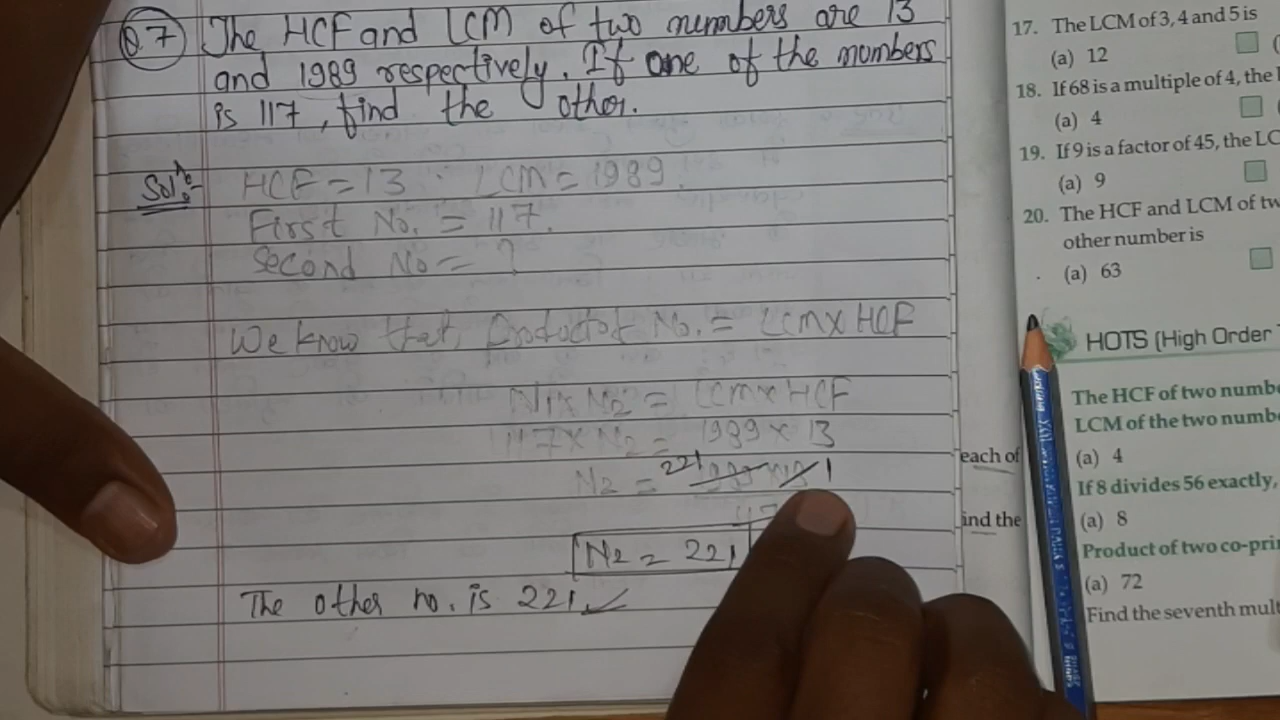 Q7 The HCF and LCM of two numbers are 13
and 1989 respectively. If one of the numbers
is 117, find the other.
Soln:- HCF = 13 LCM = 1989.
First No. = 117.
Second No = ?
We know that, Product of No. = LCM x HCF
N1 x N2 = LCM x HCF
117 x N2 = 1989 x 13
N2 = 221 1
N2 = 221
The other no. is 221
each of
ind the
17. The LCM of 3, 4 and 5 is
(a) 12
18. If 68 is a multiple of 4, the
(a) 4
19. If 9 is a factor of 45, the LC
(a) 9
20. The HCF and LCM of tw
other number is
(a) 63
HOTS (High Order
The HCF of two numb
LCM of the two numb
(a) 4
If 8 divides 56 exactly,
(a) 8
Product of two co-pri
(a) 72
Find the seventh mul